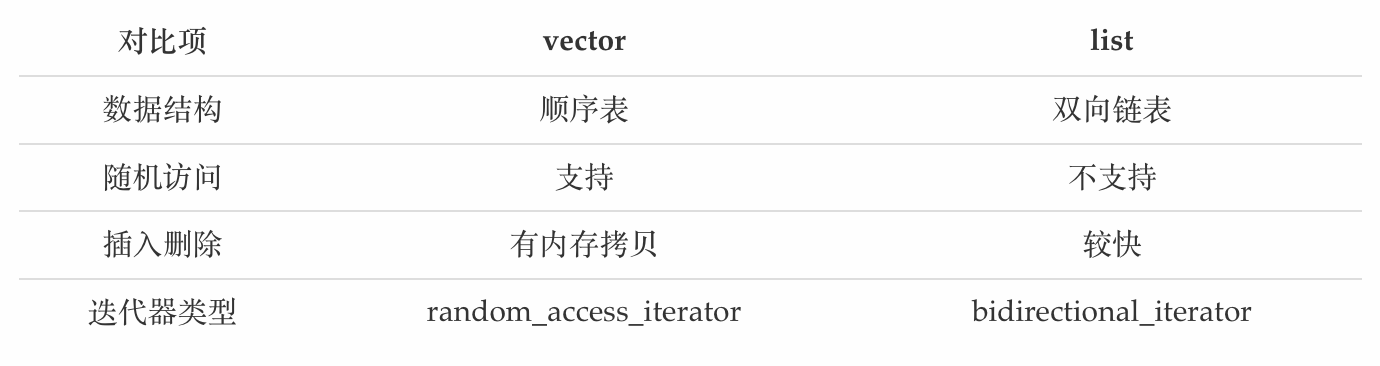 对比项 vector list
数据结构 顺序表 双向链表
随机访问 支持 不支持
插入删除 有内存拷贝 较快
迭代器类型 random_access_iterator bidirectional_iterator